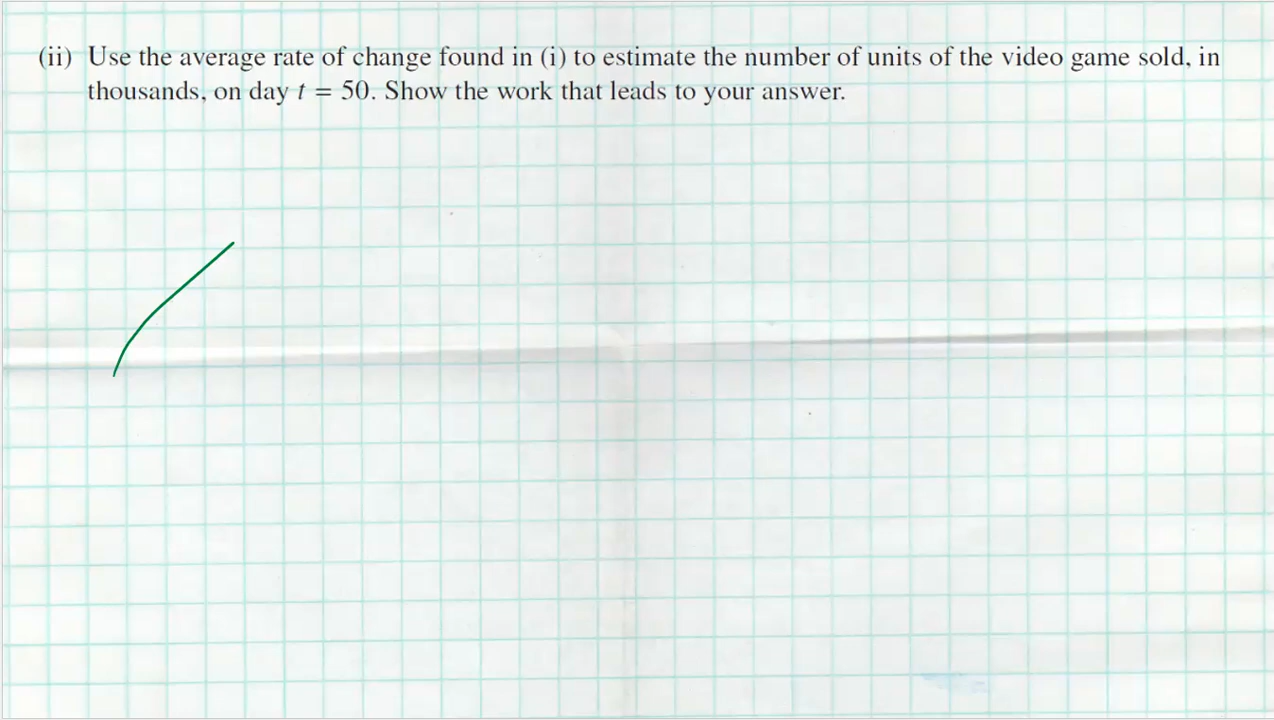 (ii) Use the average rate of change found in (i) to estimate the number of units of the video game sold, in
thousands, on day t = 50. Show the work that leads to your answer.